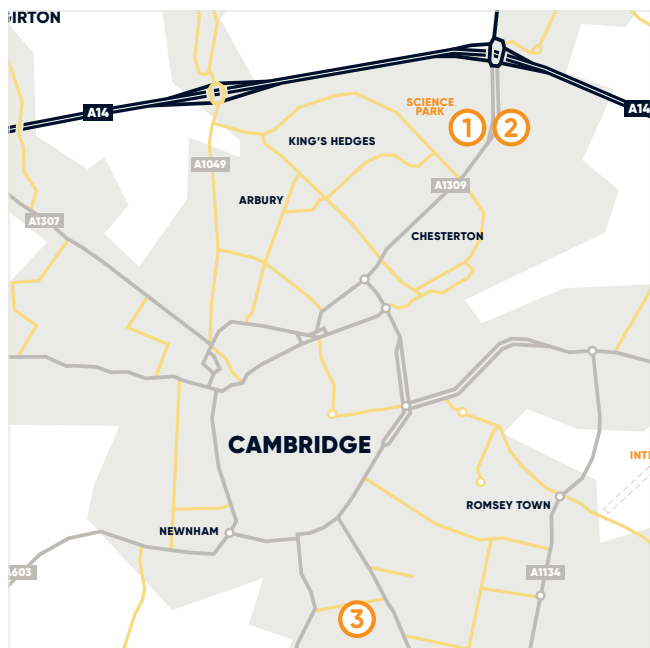 GIRTON
A14
SCIENCE
PARK
1
2
A14
KING'S HEDGES
A1049
A1309
ARBURY
A1307
CHESTERTON
CAMBRIDGE
INT
ROMSEY TOWN
NEWNHAM
A603
A1134
3